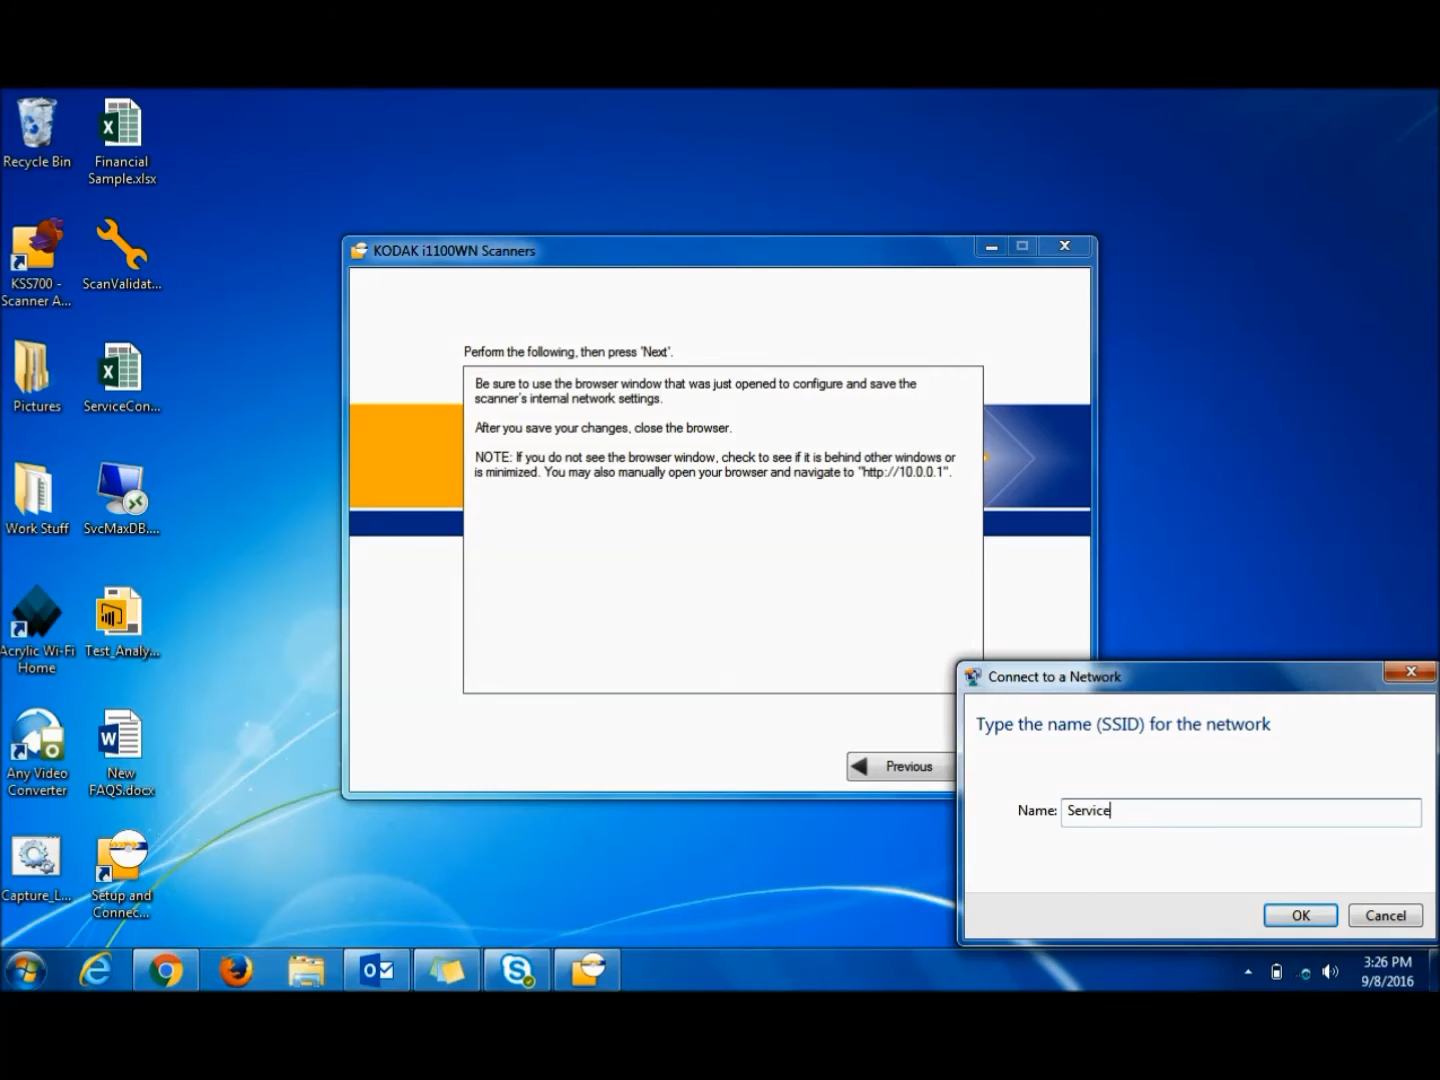 Recycle Bin
Financial
Sample.xlsx
KSS700 -
Scanner A...
ScanValidat...
Pictures
ServiceCon...
Work Stuff
SvcMaxDB....
Acrylic Wi-Fi
Home
Test_Analy...
Any Video
Converter
New
FAQS.docx
Capture_L...
Setup and
Connec...
KODAK i1100WN Scanners
Perform the following, then press 'Next'.
Be sure to use the browser window that was just opened to configure and save the
scanner's internal network settings.
After you save your changes, close the browser.
NOTE: If you do not see the browser window, check to see if it is behind other windows or
is minimized. You may also manually open your browser and navigate to "http://10.0.0.1".
Previous
Connect to a Network
Type the name (SSID) for the network
Name: Service
OK
Cancel
3:26 PM
9/8/2016